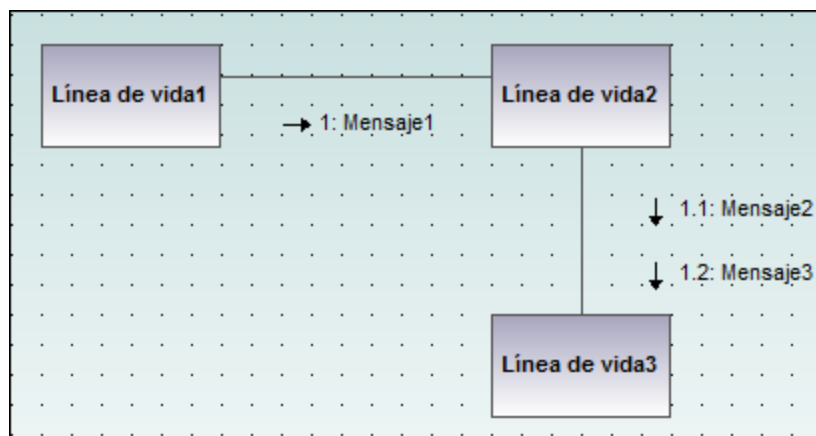 Línea de vida1
Línea de vida2
1: Mensaje1
1.1: Mensaje2
1.2: Mensaje3
Línea de vida3